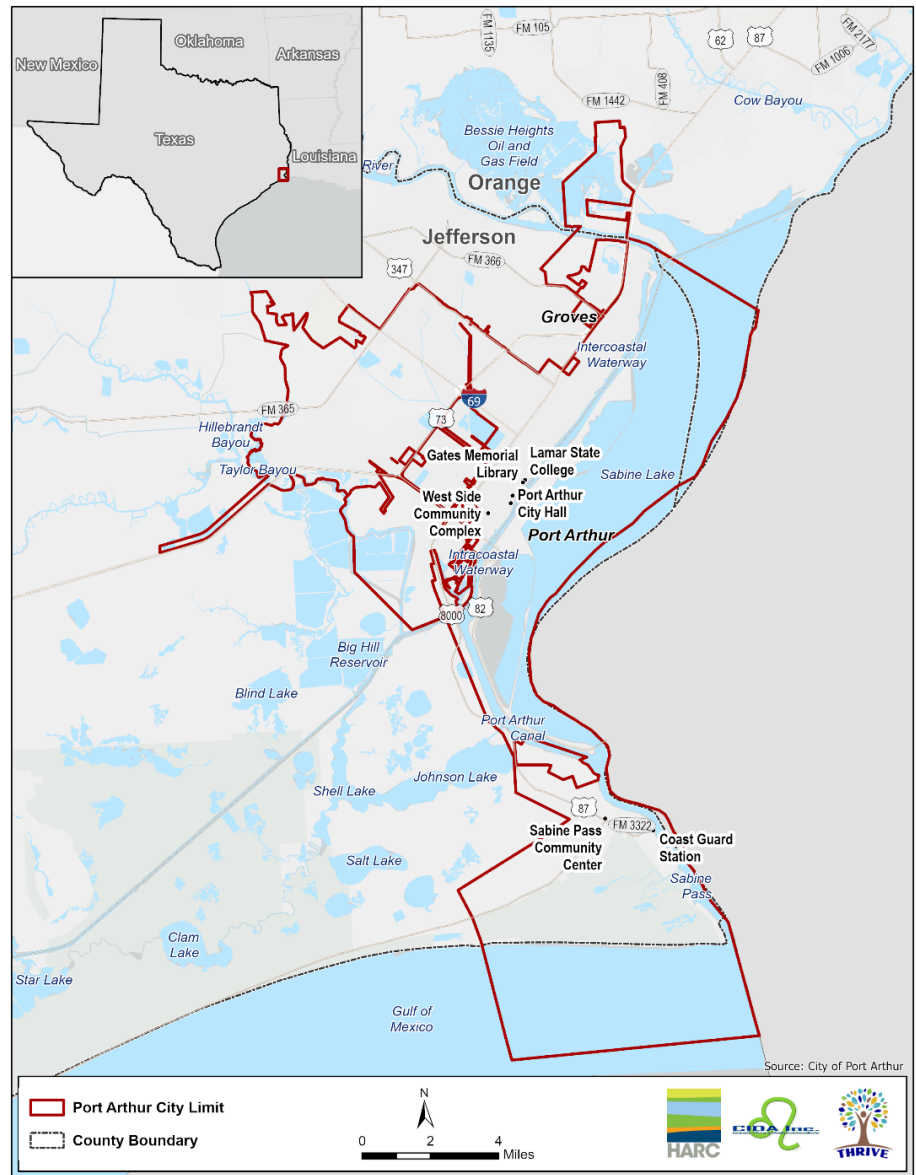 Oklahoma
Arkansas
New Mexico
Texas
Louisiana
FM 1135
FM 105
62
87
FM 2177
FM 1006
FM 408
FM 1442
Cow Bayou
Bessie Heights
Oil and
Gas Field
River
Orange
Jefferson
FM 366
347
Groves
Intercoastal
Waterway
69
FM 365
73
Hillebrandt
Bayou
Taylor Bayou
Gates Memorial
Library
Lamar State
College
Sabine Lake
West Side
Community
Complex
Port Arthur
City Hall
Port Arthur
Intracoastal
Waterway
8000
82
Big Hill
Reservoir
Blind Lake
Port Arthur
Canal
Johnson Lake
Shell Lake
87
FM 3322
Sabine Pass
Community
Center
Coast Guard
Station
Salt Lake
Sabine
Pass
Clam
Lake
Star Lake
Gulf of
Mexico
Source: City of Port Arthur
Port Arthur City Limit
County Boundary
N
0 2 4
Miles
HARC
CIDA Inc.
THRIVE